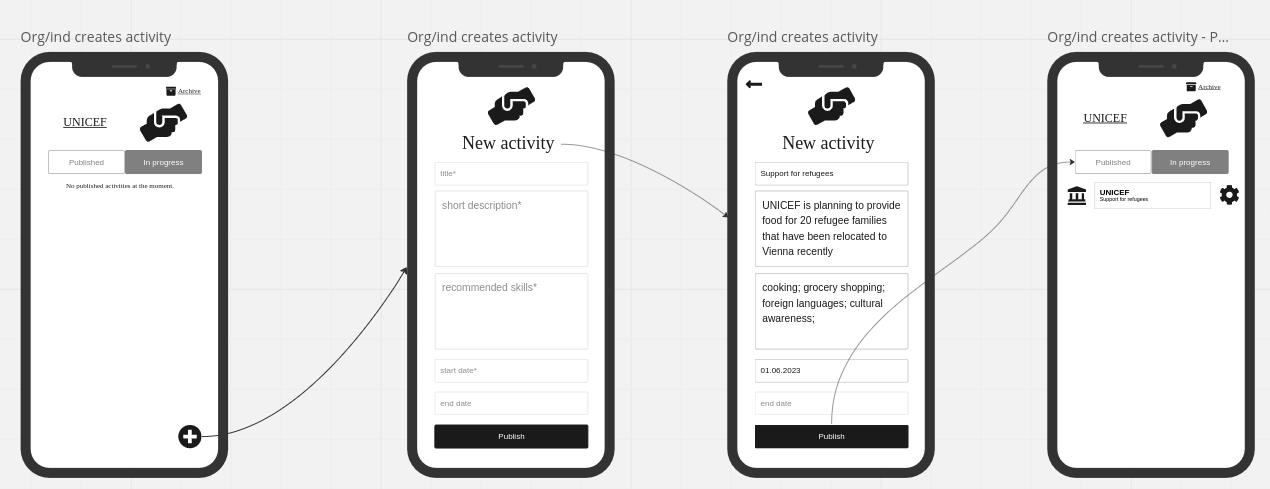 Org/ind creates activity
Archive
UNICEF
Published
In progress
No published activities at the moment.
Org/ind creates activity
New activity
title*
short description*
recommended skills*
start date*
end date
Publish
Org/ind creates activity
New activity
Support for refugees
UNICEF is planning to provide
food for 20 refugee families
that have been relocated to
Vienna recently
cooking; grocery shopping;
foreign languages; cultural
awareness;
01.06.2023
end date
Publish
Org/ind creates activity - P...
Archive
UNICEF
Published
In progress
UNICEF
Support for refugees